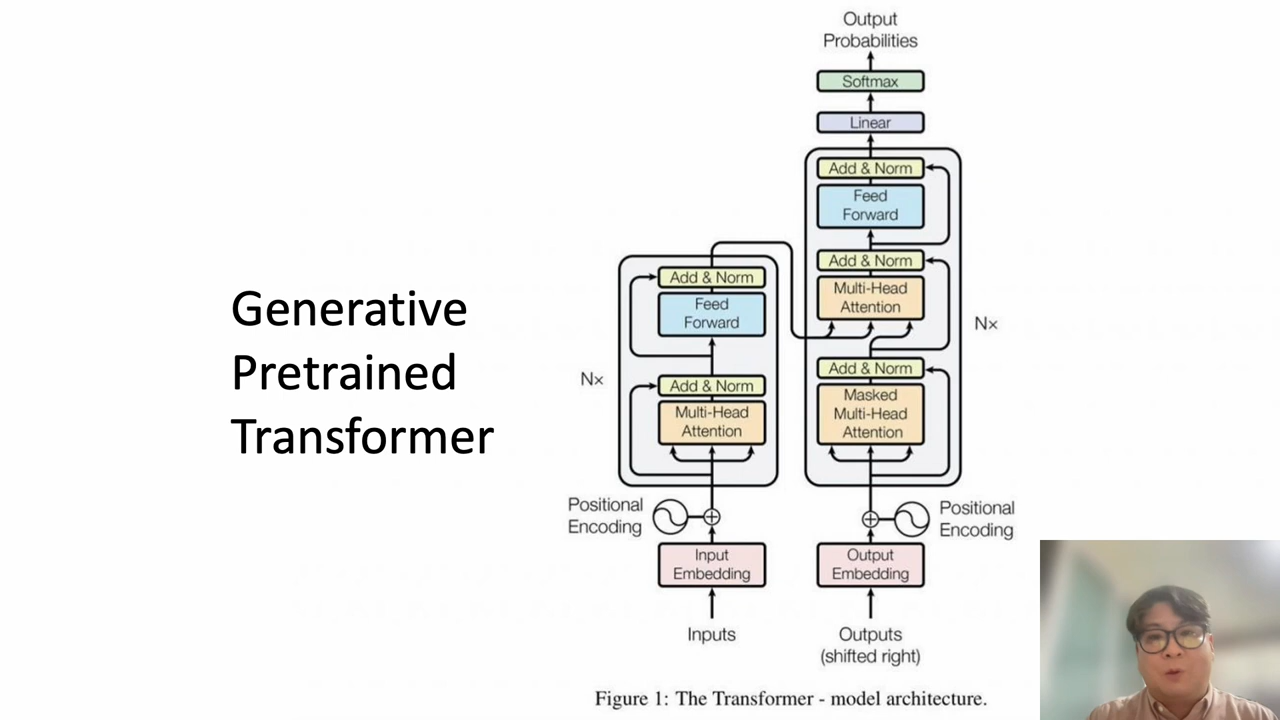 Generative
Pretrained
Transformer
Output
Probabilities
Softmax
Linear
Add & Norm
Feed
Forward
Add & Norm
Multi-Head
Attention
Add & Norm
Masked
Multi-Head
Attention
Nx
Add & Norm
Feed
Forward
Add & Norm
Multi-Head
Attention
Nx
Positional
Encoding
Positional
Encoding
Input
Embedding
Output
Embedding
Inputs
Outputs
(shifted right)
Figure 1: The Transformer - model architecture.